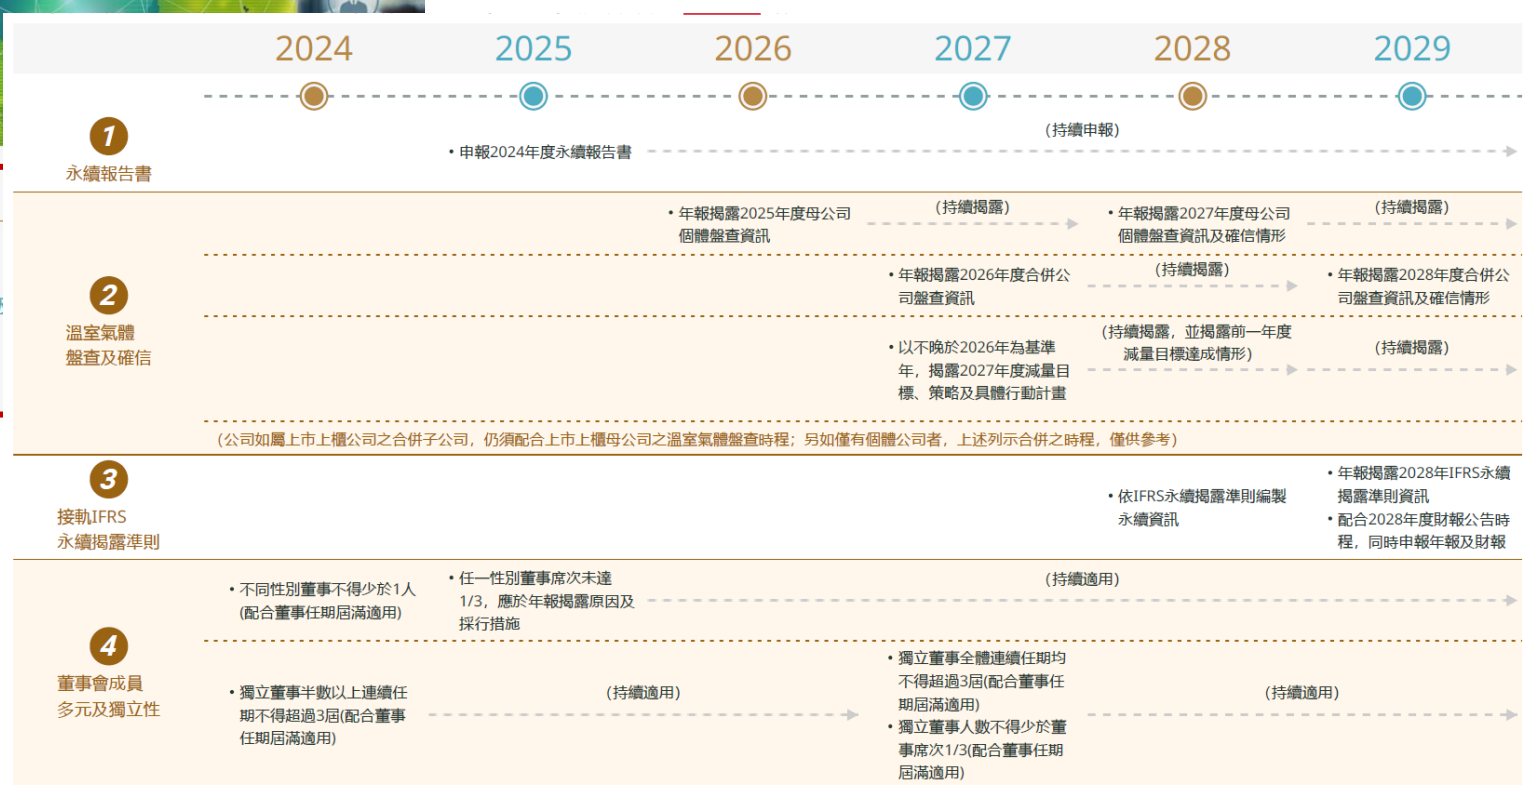 2024 2025 2026 2027 2028 2029
1
永續報告書
•申報2024年度永續報告書
(持續申報)
2
溫室氣體
盤查及確信
•年報揭露2025年度母公司
個體盤查資訊
(持續揭露)
•年報揭露2027年度母公司
個體盤查資訊及確信情形
(持續揭露)
•年報揭露2026年度合併公
司盤查資訊
(持續揭露)
•年報揭露2028年度合併公
司盤查資訊及確信情形
•以不晚於2026年為基準
年，揭露2027年度減量目
標、策略及具體行動計畫
(持續揭露，並揭露前一年度
減量目標達成情形)
(持續揭露)
(公司如屬上市上櫃公司之合併子公司，仍須配合上市上櫃母公司之溫室氣體盤查時程；另如僅有個體公司者，上述列示合併之時程，僅供參考)
3
接軌IFRS
永續揭露準則
•依IFRS永續揭露準則編製
永續資訊
•年報揭露2028年IFRS永續
揭露準則資訊
•配合2028年度財報公告時
程，同時申報年報及財報
4
董事會成員
多元及獨立性
•不同性別董事不得少於1人
(配合董事任期屆滿適用)
•任一性別董事席次未達
1/3，應於年報揭露原因及
採行措施
(持續適用)
•獨立董事半數以上連續任
期不得超過3屆(配合董事
任期屆滿適用)
(持續適用)
•獨立董事全體連續任期均
不得超過3屆(配合董事任
期屆滿適用)
•獨立董事人數不得少於董
事席次1/3(配合董事任期
屆滿適用)
(持續適用)